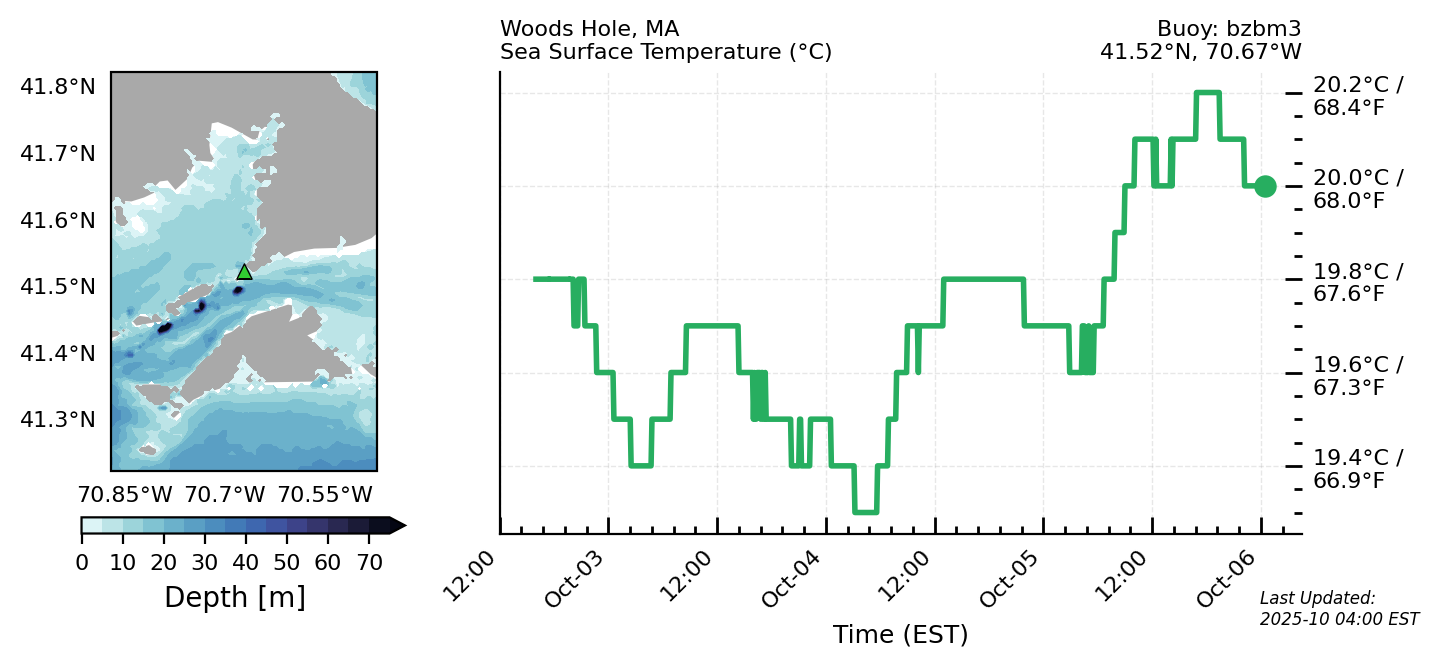 Woods Hole, MA
Sea Surface Temperature (°C)
Buoy: bzbm3
41.52°N, 70.67°W
41.8°N
41.7°N
41.6°N
41.5°N
41.4°N
41.3°N
70.85°W 70.7°W 70.55°W
0 10 20 30 40 50 60 70
Depth [m]
20.2°C /
68.4°F
20.0°C /
68.0°F
19.8°C /
67.6°F
19.6°C /
67.3°F
19.4°C /
66.9°F
12:00 Oct-03 12:00 Oct-04 12:00 Oct-05 12:00 Oct-06
Time (EST)
Last Updated:
2025-10 04:00 EST